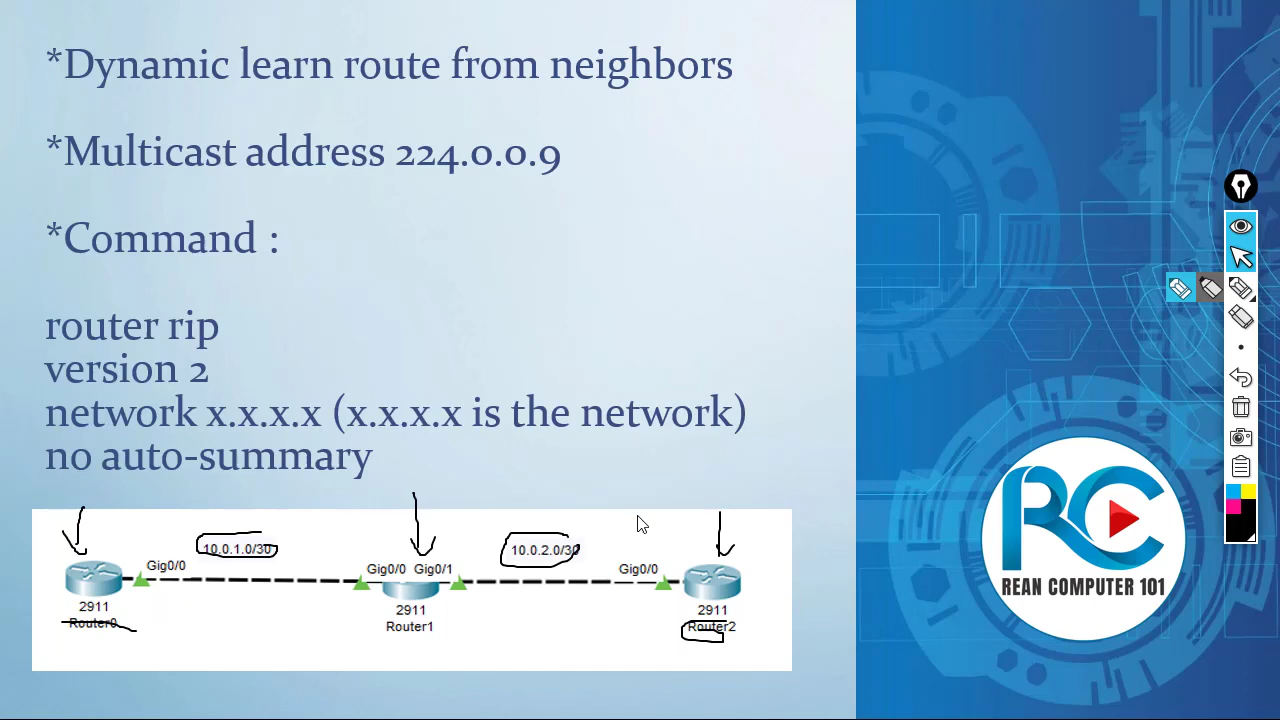 *Dynamic learn route from neighbors
*Multicast address 224.0.0.9
*Command :
router rip
version 2
network x.x.x.x (x.x.x.x is the network)
no auto-summary
10.0.1.0/30
10.0.2.0/30
Gig0/0
Gig0/0
Gig0/1
Gig0/0
2911
Router0
2911
Router1
2911
Router2
RC
REAN COMPUTER 101